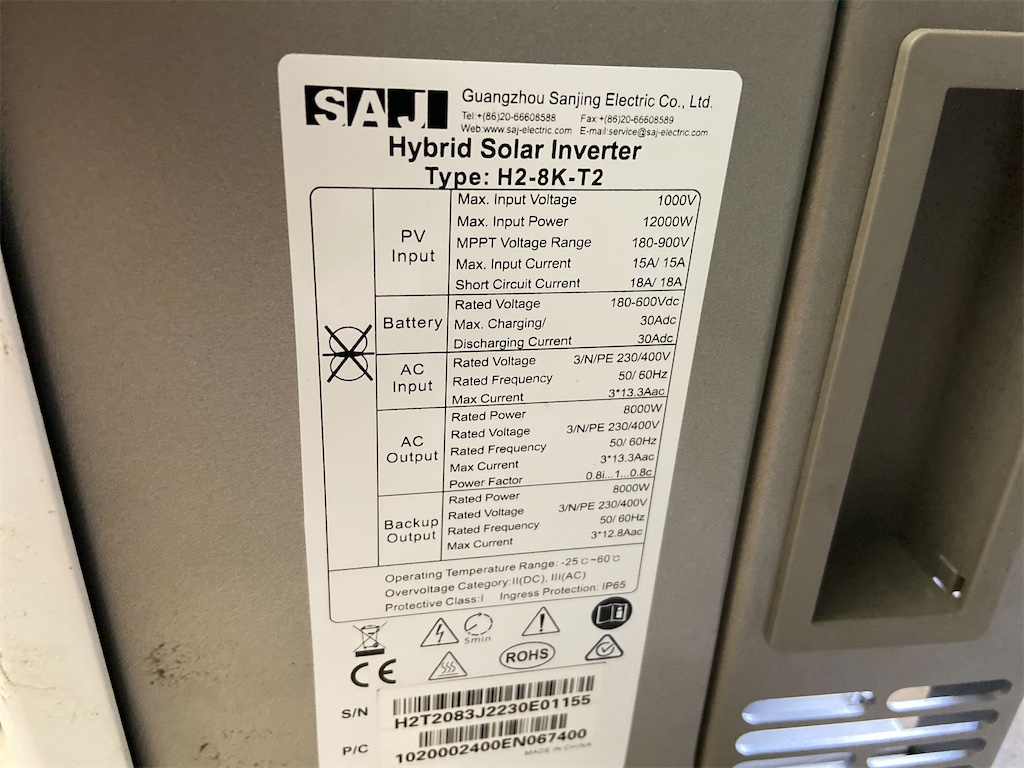 SAJ
Guangzhou Sanjing Electric Co., Ltd.
Tel:+(86)20-66608588 Fax:+(86)20-66608589
Web:www.saj-electric.com E-mail:service@saj-electric.com
Hybrid Solar Inverter
Type: H2-8K-T2
PV Input
Max. Input Voltage 1000V
Max. Input Power 12000W
MPPT Voltage Range 180-900V
Max. Input Current 15A/ 15A
Short Circuit Current 18A/ 18A
Battery
Rated Voltage 180-600Vdc
Max. Charging/ 30Adc
Discharging Current 30Adc
AC Input
Rated Voltage 3/N/PE 230/400V
Rated Frequency 50/ 60Hz
Max Current 3*13.3Aac
AC Output
Rated Power 8000W
Rated Voltage 3/N/PE 230/400V
Rated Frequency 50/ 60Hz
Max Current 3*13.3Aac
Power Factor 0.8i...1...0.8c
Backup Output
Rated Power 8000W
Rated Voltage 3/N/PE 230/400V
Rated Frequency 50/ 60Hz
Max Current 3*12.8Aac
Operating Temperature Range: -25℃~60℃
Overvoltage Category:II(DC), III(AC)
Protective Class:I Ingress Protection: IP65
5min
CE
ROHS
S/N
H2T2083J2230E01155
P/C
1020002400EN067400
MADE IN CHINA